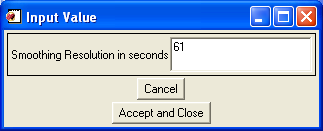 Input Value
Smoothing Resolution in seconds 61
Cancel
Accept and Close